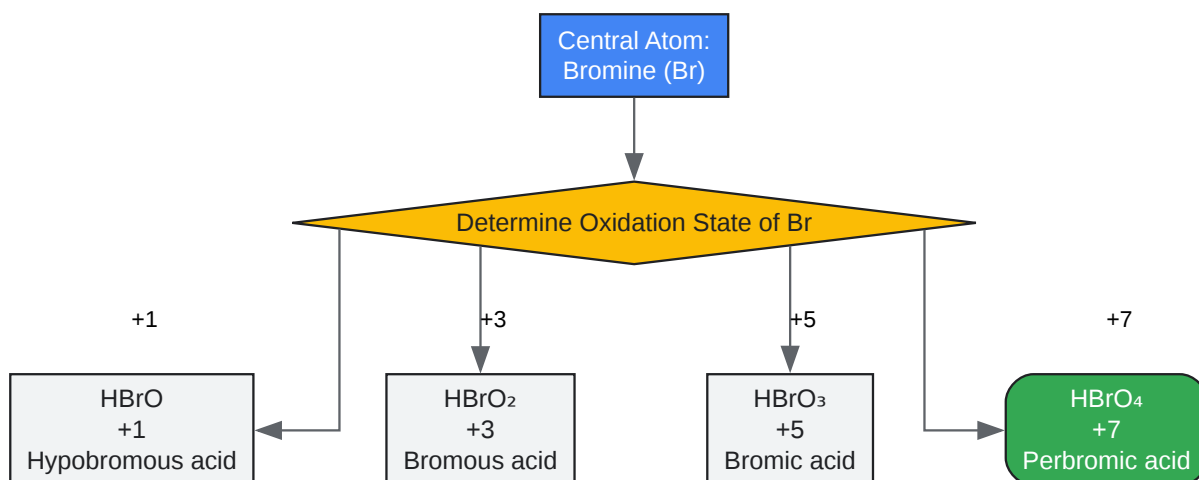 Central Atom:
Bromine (Br)
Determine Oxidation State of Br
+1
+3
+5
+7
HBrO
+1
Hypobromous acid
HBrO₂
+3
Bromous acid
HBrO₃
+5
Bromic acid
HBrO₄
+7
Perbromic acid